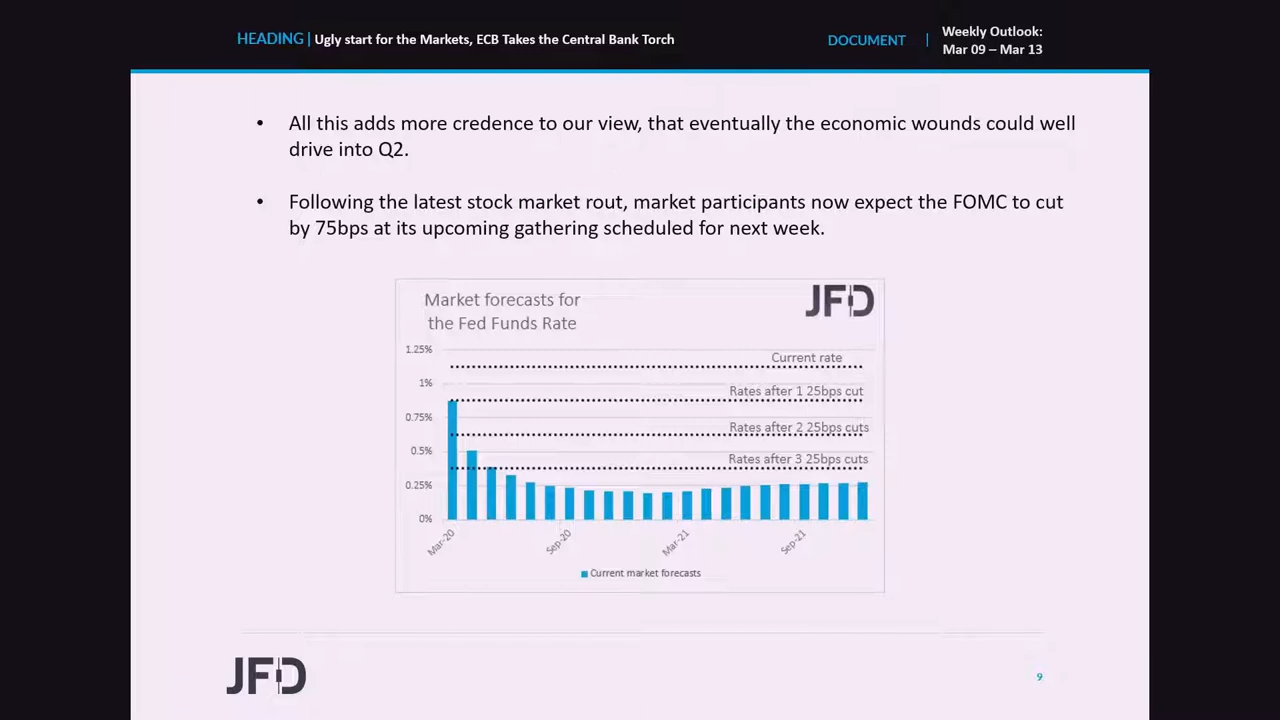 HEADING | Ugly start for the Markets, ECB Takes the Central Bank Torch
DOCUMENT | Weekly Outlook:
Mar 09 – Mar 13
• All this adds more credence to our view, that eventually the economic wounds could well
drive into Q2.
• Following the latest stock market rout, market participants now expect the FOMC to cut
by 75bps at its upcoming gathering scheduled for next week.
Market forecasts for
the Fed Funds Rate
JFD
1.25%
Current rate
1%
Rates after 1 25bps cut
0.75%
Rates after 2 25bps cuts
0.5%
Rates after 3 25bps cuts
0.25%
0%
Mar-20
Sep-20
Mar-21
Sep-21
Current market forecasts
JFD
9